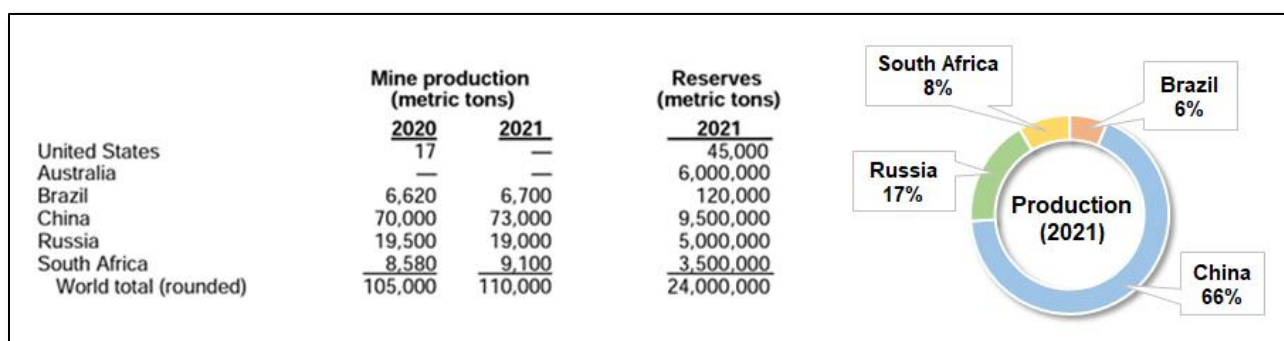 Mine production Reserves
(metric tons) (metric tons)
2020 2021 2021
United States 17 — 45,000
Australia — — 6,000,000
Brazil 6,620 6,700 120,000
China 70,000 73,000 9,500,000
Russia 19,500 19,000 5,000,000
South Africa 8,580 9,100 3,500,000
World total (rounded) 105,000 110,000 24,000,000
South Africa
8%
Brazil
6%
Russia
17%
Production
(2021)
China
66%